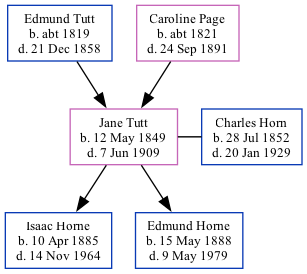 Edmund Tutt
b. abt 1819
d. 21 Dec 1858
Caroline Page
b. abt 1821
d. 24 Sep 1891
Jane Tutt
b. 12 May 1849
d. 7 Jun 1909
Charles Horn
b. 28 Jul 1852
d. 20 Jan 1929
Isaac Horne
b. 10 Apr 1885
d. 14 Nov 1964
Edmund Horne
b. 15 May 1888
d. 9 May 1979